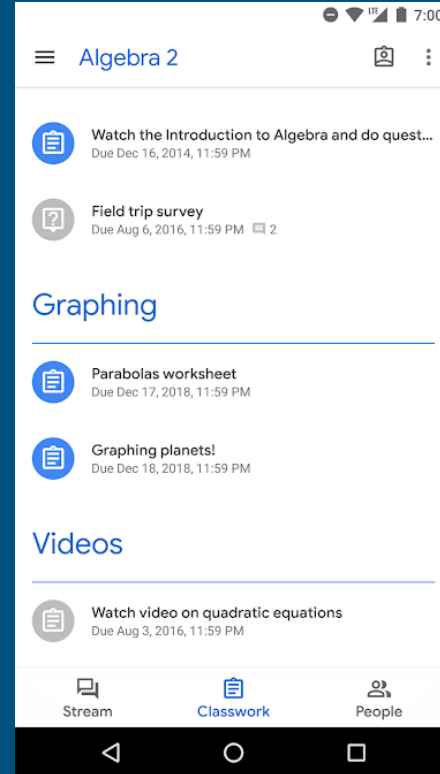 LTE 7:00
Algebra 2
Watch the Introduction to Algebra and do quest...
Due Dec 16, 2014, 11:59 PM
Field trip survey
Due Aug 6, 2016, 11:59 PM 2
Graphing
Parabolas worksheet
Due Dec 17, 2018, 11:59 PM
Graphing planets!
Due Dec 18, 2018, 11:59 PM
Videos
Watch video on quadratic equations
Due Aug 3, 2016, 11:59 PM
Stream Classwork People